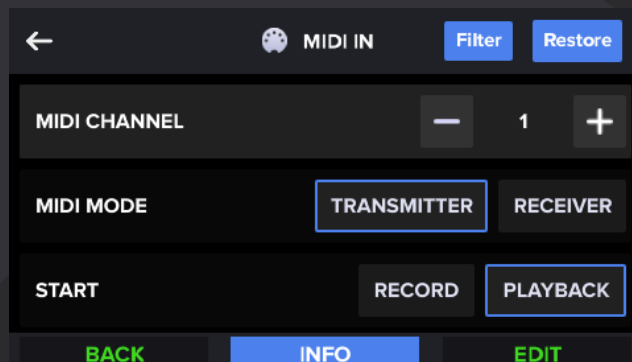 MIDI IN Filter Restore
MIDI CHANNEL 1
MIDI MODE TRANSMITTER RECEIVER
START RECORD PLAYBACK
BACK INFO EDIT